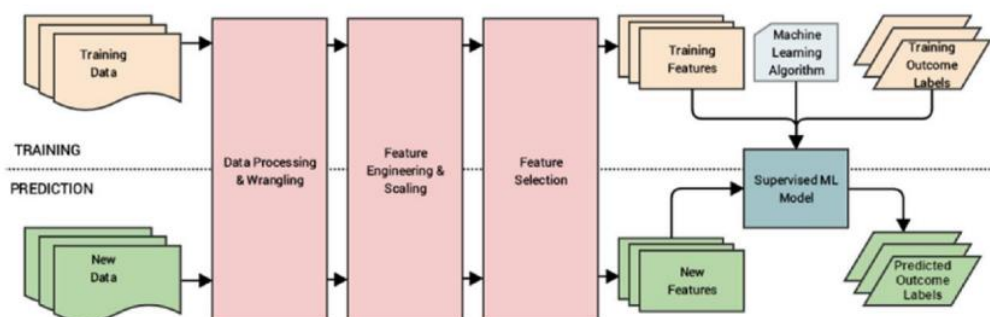 Training
Data
Training
Features
Machine
Learning
Algorithm
Training
Outcome
Labels
TRAINING
Data Processing
& Wrangling
Feature
Engineering &
Scaling
Feature
Selection
Supervised ML
Model
PREDICTION
New
Data
New
Features
Predicted
Outcome
Labels